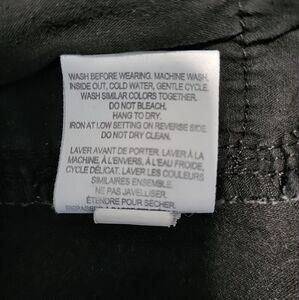 WASH BEFORE WEARING. MACHINE WASH
INSIDE OUT, COLD WATER, GENTLE CYCLE.
WASH SIMILAR COLORS TOGETHER.
DO NOT BLEACH.
HANG TO DRY.
IRON AT LOW SETTING ON REVERSE SIDE.
DO NOT DRY CLEAN.
LAVER AVANT DE PORTER. LAVER À LA
MACHINE, À L'ENVERS, À L'EAU FROIDE,
CYCLE DÉLICAT. LAVER LES COULEURS
SIMILAIRES ENSEMBLE.
NE PAS JAVELLISER.
ÉTENDRE POUR SÉCHER.